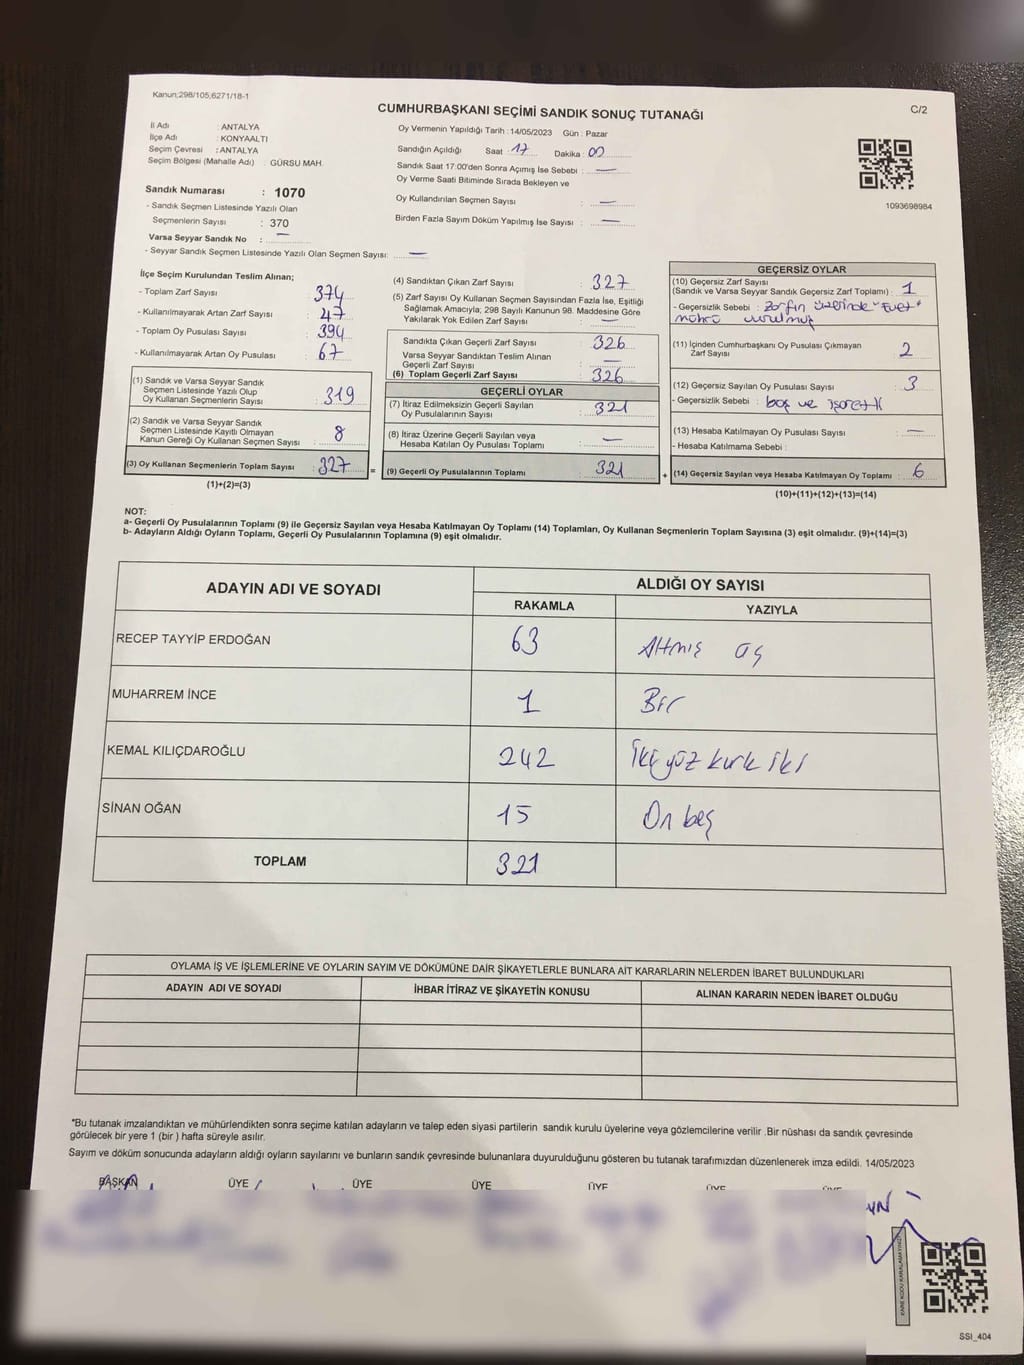 Kanun;298/105,6271/18-1
CUMHURBAŞKANI SEÇİMİ SANDIK SONUÇ TUTANAĞI
C/2
İl Adı : ANTALYA
İlçe Adı : KONYAALTI
Seçim Çevresi : ANTALYA
Seçim Bölgesi (Mahalle Adı) : GÜRSU MAH.
Sandık Numarası : 1070
- Sandık Seçmen Listesinde Yazılı Olan
Seçmenlerin Sayısı : 370
Varsa Seyyar Sandık No : —
- Seyyar Sandık Seçmen Listesinde Yazılı Olan Seçmen Sayısı: —
Oy Vermenin Yapıldığı Tarih : 14/05/2023 Gün : Pazar
Sandığın Açıldığı Saat : 17 Dakika : 00
Sandık Saat 17:00'den Sonra Açımış İse Sebebi : —
Oy Verme Saati Bitiminde Sırada Bekleyen ve
Oy Kullandırılan Seçmen Sayısı : —
Birden Fazla Sayım Döküm Yapılmış İse Sayısı : —
1093698984
İlçe Seçim Kurulundan Teslim Alınan;
- Toplam Zarf Sayısı : 374
- Kullanılmayarak Artan Zarf Sayısı : 47
- Toplam Oy Pusulası Sayısı : 394
- Kullanılmayarak Artan Oy Pusulası : 67
(1) Sandık ve Varsa Seyyar Sandık
Seçmen Listesinde Yazılı Olup
Oy Kullanan Seçmenlerin Sayısı : 319
(2) Sandık ve Varsa Seyyar Sandık
Seçmen Listesinde Kayıtlı Olmayan
Kanun Gereği Oy Kullanan Seçmen Sayısı : 8
(3) Oy Kullanan Seçmenlerin Toplam Sayısı : 327
(1)+(2)=(3)
=
(4) Sandıktan Çıkan Zarf Sayısı : 327
(5) Zarf Sayısı Oy Kullanan Seçmen Sayısından Fazla İse, Eşitliği
Sağlamak Amacıyla; 298 Sayılı Kanunun 98. Maddesine Göre
Yakılarak Yok Edilen Zarf Sayısı : —
Sandıkta Çıkan Geçerli Zarf Sayısı : 326
Varsa Seyyar Sandıktan Teslim Alınan
Geçerli Zarf Sayısı : —
(6) Toplam Geçerli Zarf Sayısı : 326
GEÇERLİ OYLAR
(7) İtiraz Edilmeksizin Geçerli Sayılan
Oy Pusulalarının Sayısı : 321
(8) İtiraz Üzerine Geçerli Sayılan veya
Hesaba Katılan Oy Pusulası Toplamı : —
(9) Geçerli Oy Pusulalarının Toplamı : 321
+
GEÇERSİZ OYLAR
(10) Geçersiz Zarf Sayısı
(Sandık ve Varsa Seyyar Sandık Geçersiz Zarf Toplamı) : 1
- Geçersizlik Sebebi : Zarfın üzerinde "Evet"
mührü vurulmuş
(11) İçinden Cumhurbaşkanı Oy Pusulası Çıkmayan
Zarf Sayısı : 2
(12) Geçersiz Sayılan Oy Pusulası Sayısı : 3
- Geçersizlik Sebebi : boş ve işaretli
(13) Hesaba Katılmayan Oy Pusulası Sayısı : —
- Hesaba Katılmama Sebebi :
(14) Geçersiz Sayılan veya Hesaba Katılmayan Oy Toplamı : 6
(10)+(11)+(12)+(13)=(14)
NOT:
a- Geçerli Oy Pusulalarının Toplamı (9) ile Geçersiz Sayılan veya Hesaba Katılmayan Oy Toplamı (14) Toplamları, Oy Kullanan Seçmenlerin Toplam Sayısına (3) eşit olmalıdır. (9)+(14)=(3)
b- Adayların Aldığı Oyların Toplamı, Geçerli Oy Pusulalarının Toplamına (9) eşit olmalıdır.
ADAYIN ADI VE SOYADI
ALDIĞI OY SAYISI
RAKAMLA YAZIYLA
RECEP TAYYİP ERDOĞAN 63 Altmış üç
MUHARREM İNCE 1 Bir
KEMAL KILIÇDAROĞLU 242 İki yüz kırk iki
SİNAN OĞAN 15 On beş
TOPLAM 321
OYLAMA İŞ VE İŞLEMLERİNE VE OYLARIN SAYIM VE DÖKÜMÜNE DAİR ŞİKAYETLERLE BUNLARA AİT KARARLARIN NELERDEN İBARET BULUNDUKLARI
ADAYIN ADI VE SOYADI İHBAR İTİRAZ VE ŞİKAYETİN KONUSU ALINAN KARARIN NEDEN İBARET OLDUĞU
*Bu tutanak imzalandıktan ve mühürlendikten sonra seçime katılan adayların ve talep eden siyasi partilerin sandık kurulu üyelerine veya gözlemcilerine verilir .Bir nüshası da sandık çevresinde
görülecek bir yere 1 (bir ) hafta süreyle asılır.
Sayım ve döküm sonucunda adayların aldığı oyların sayılarını ve bunların sandık çevresinde bulunanlara duyurulduğunu gösteren bu tutanak tarafımızdan düzenlenerek imza edildi. 14/05/2023
BAŞKAN ÜYE ÜYE ÜYE ÜYE ÜYE ÜYE
SSI_404